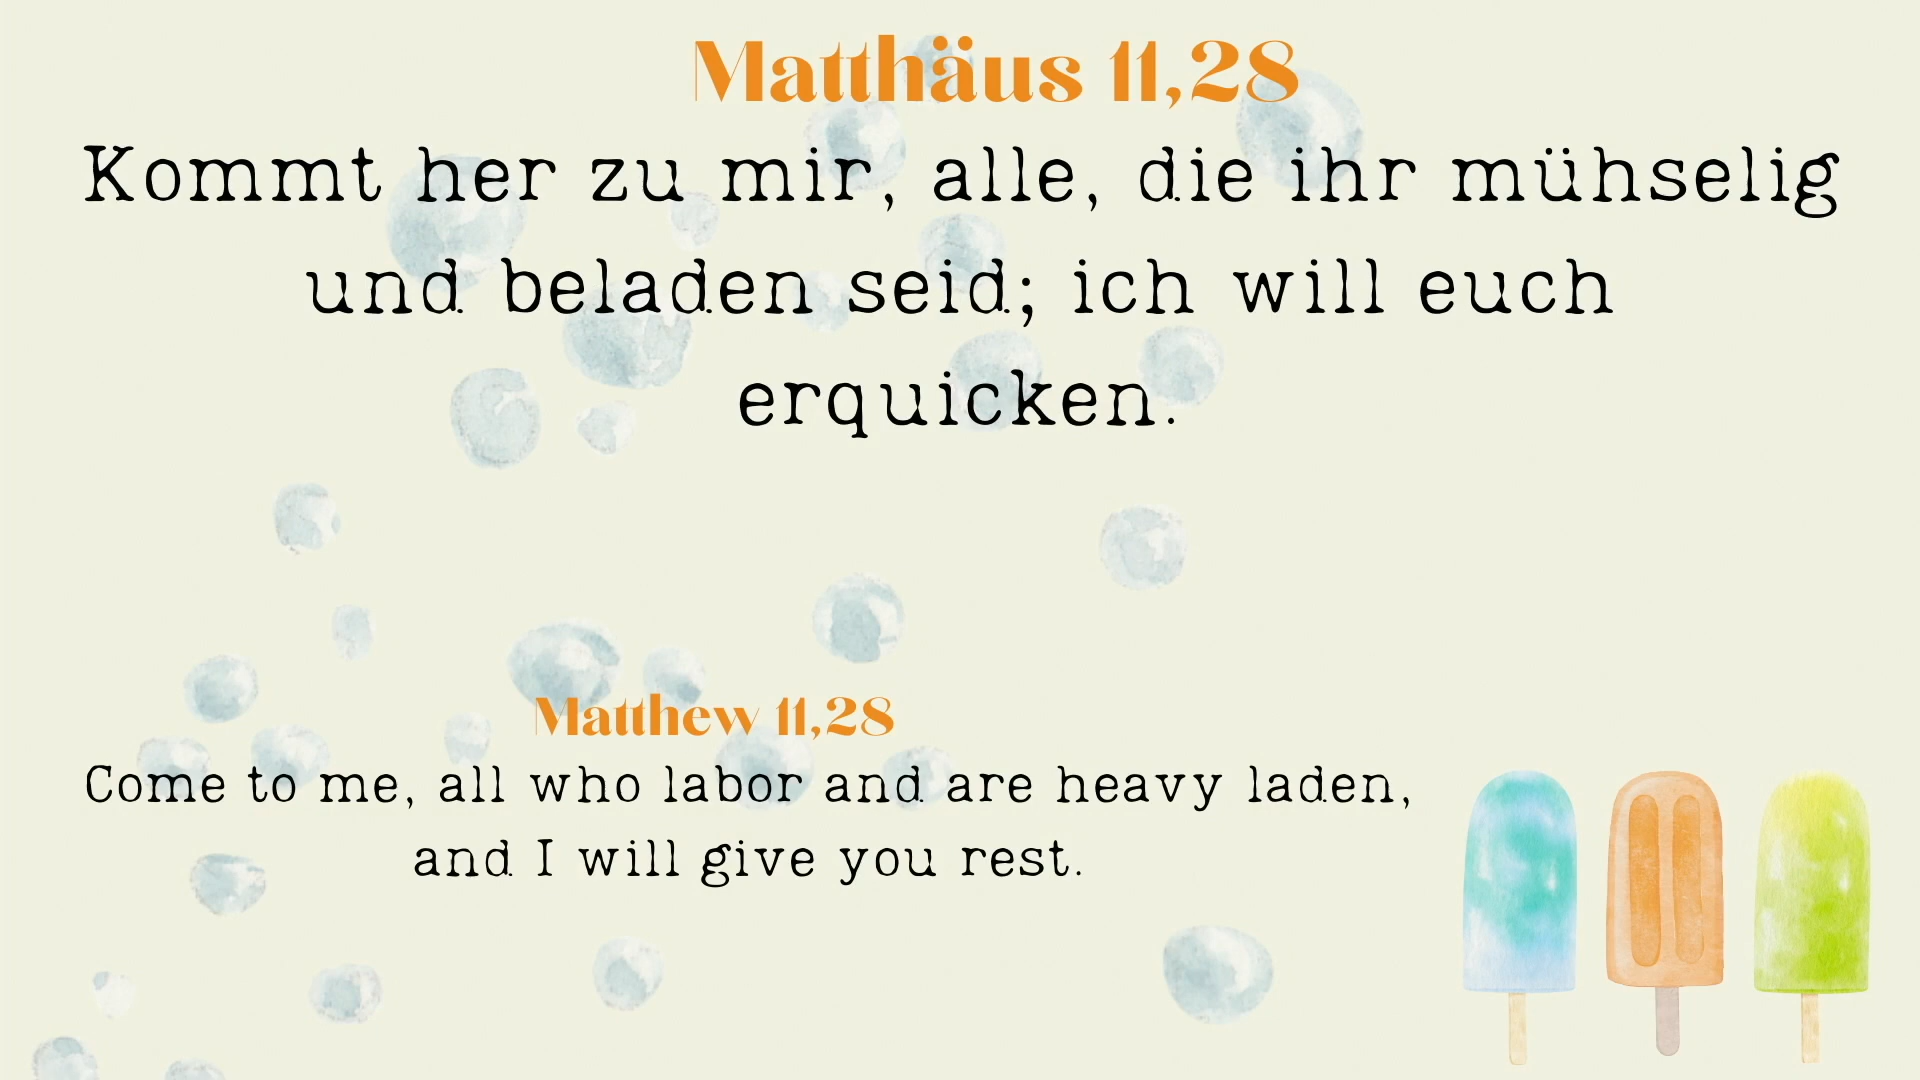 Matthäus 11,28
Kommt her zu mir, alle, die ihr mühselig
und beladen seid; ich will euch
erquicken.
Matthew 11,28
Come to me, all who labor and are heavy laden,
and I will give you rest.